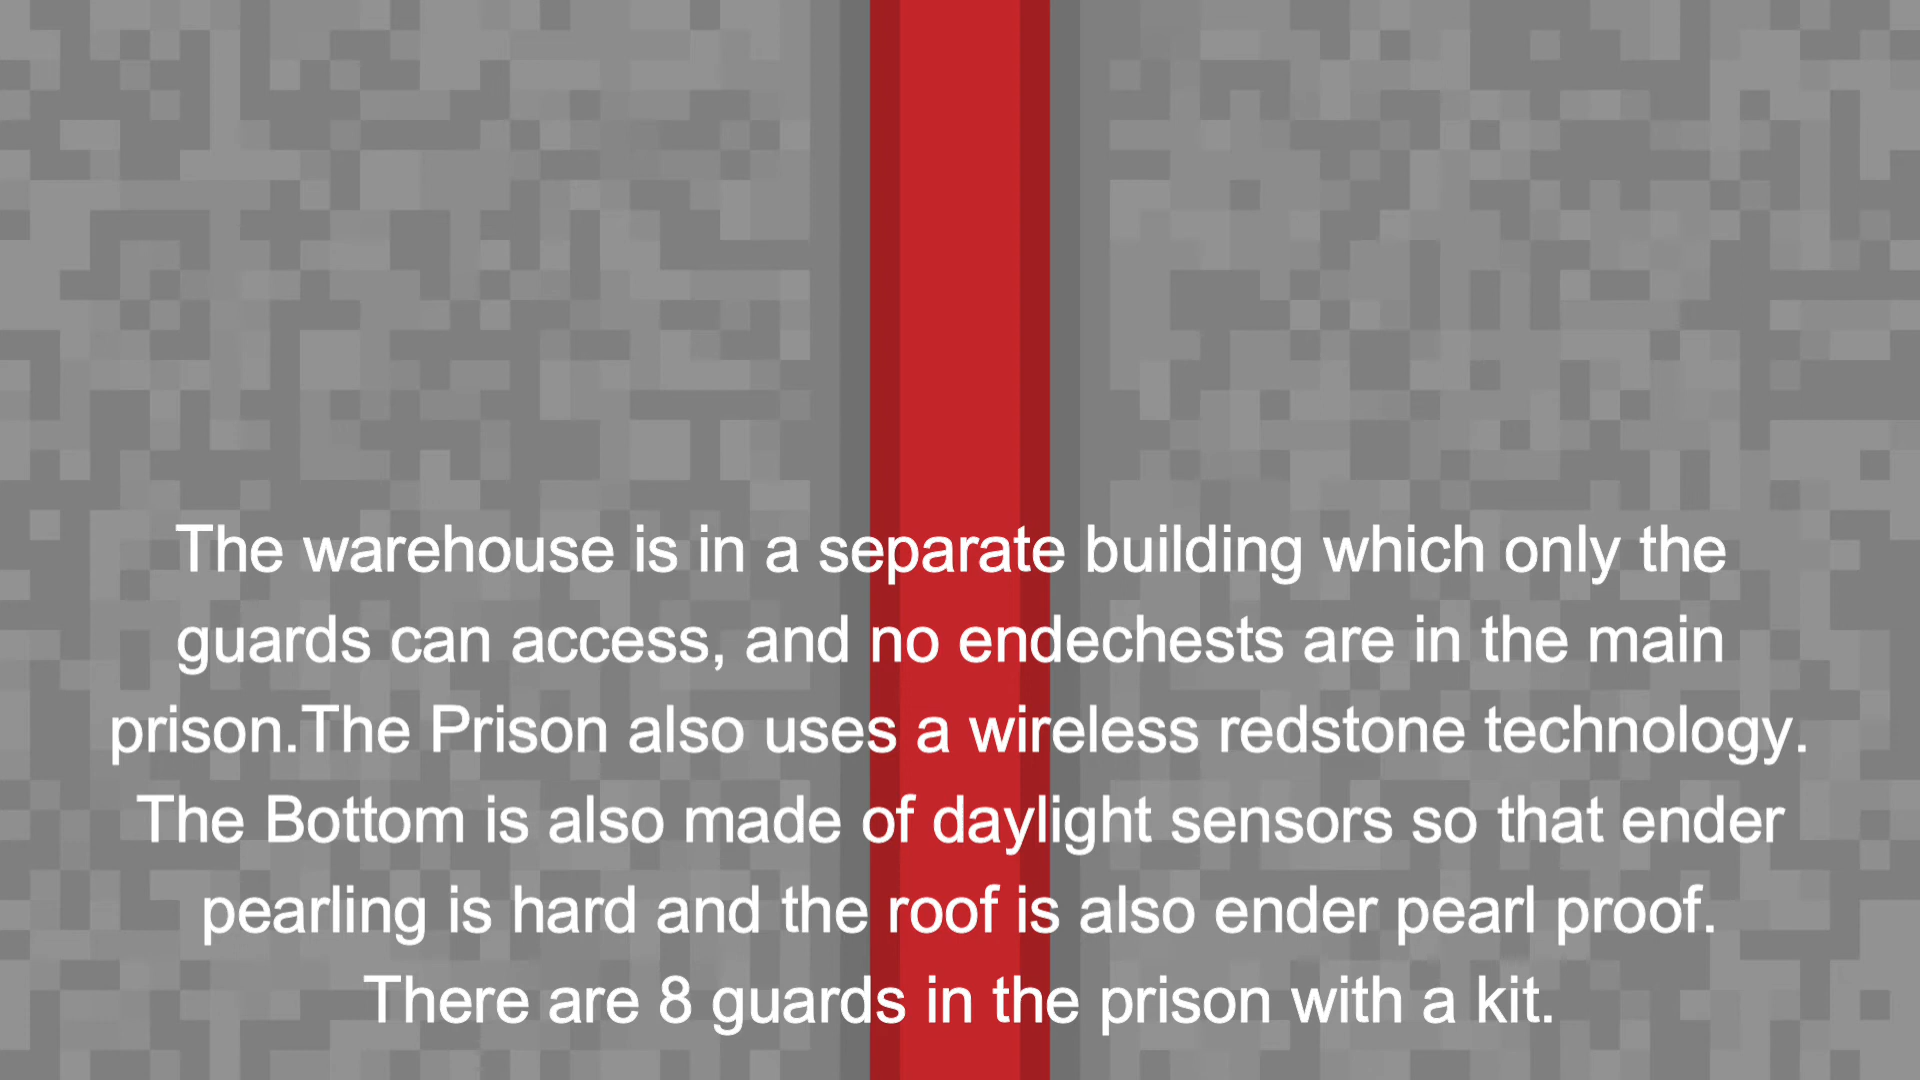 The warehouse is in a separate building which only the
guards can access, and no endechests are in the main
prison.The Prison also uses a wireless redstone technology.
The Bottom is also made of daylight sensors so that ender
pearling is hard and the roof is also ender pearl proof.
There are 8 guards in the prison with a kit.